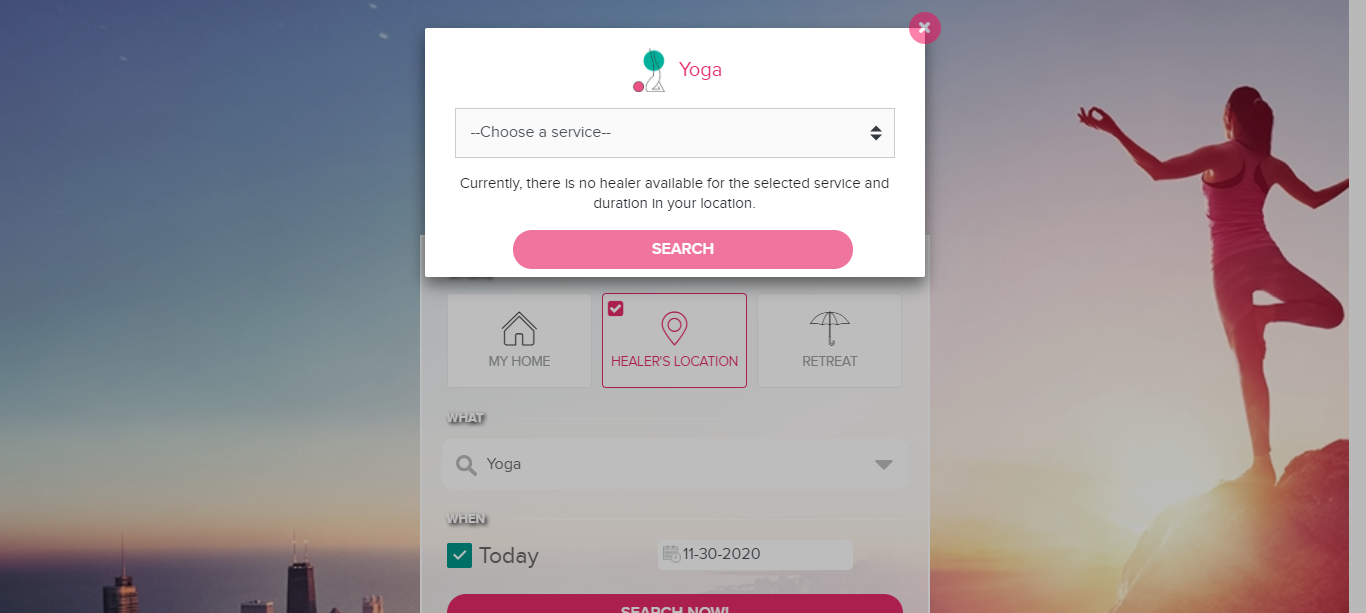 Yoga
--Choose a service--
Currently, there is no healer available for the selected service and
duration in your location.
SEARCH
MY HOME
HEALER'S LOCATION
RETREAT
WHAT
Yoga
WHEN
Today
11-30-2020
SEARCH NOW!